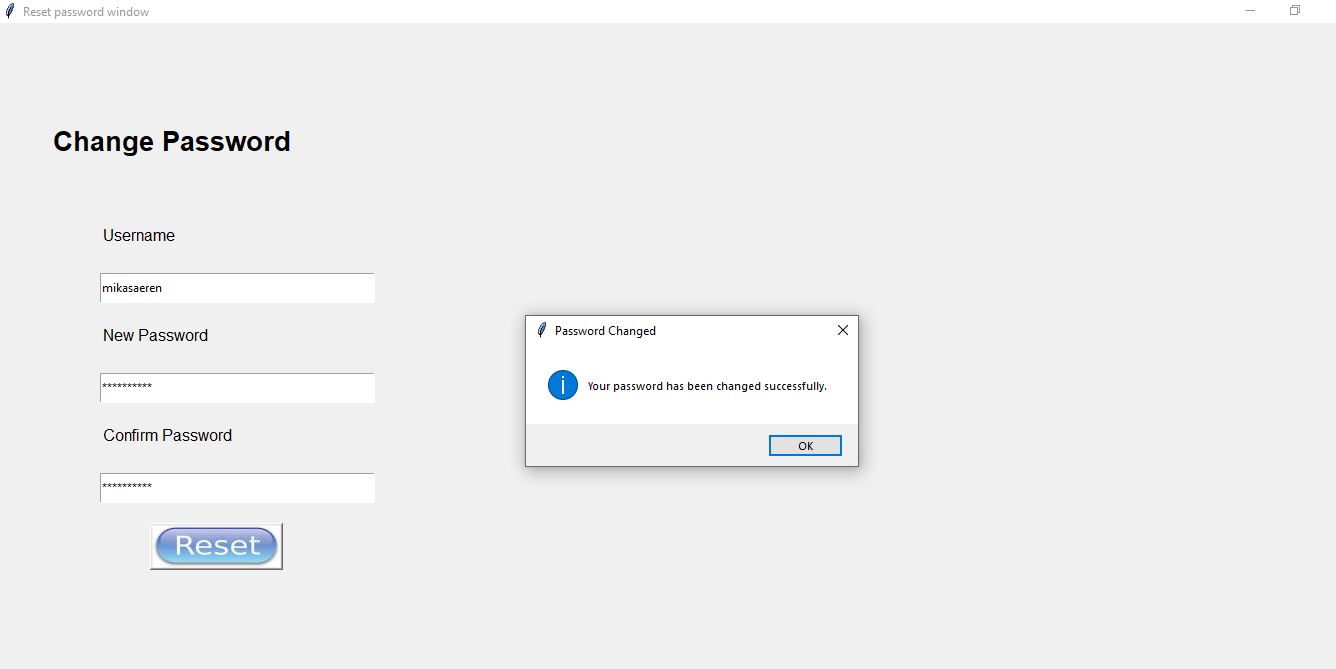 Reset password window
Change Password
Username
mikasaeren
New Password
**********
Confirm Password
**********
Reset
Password Changed
Your password has been changed successfully.
OK